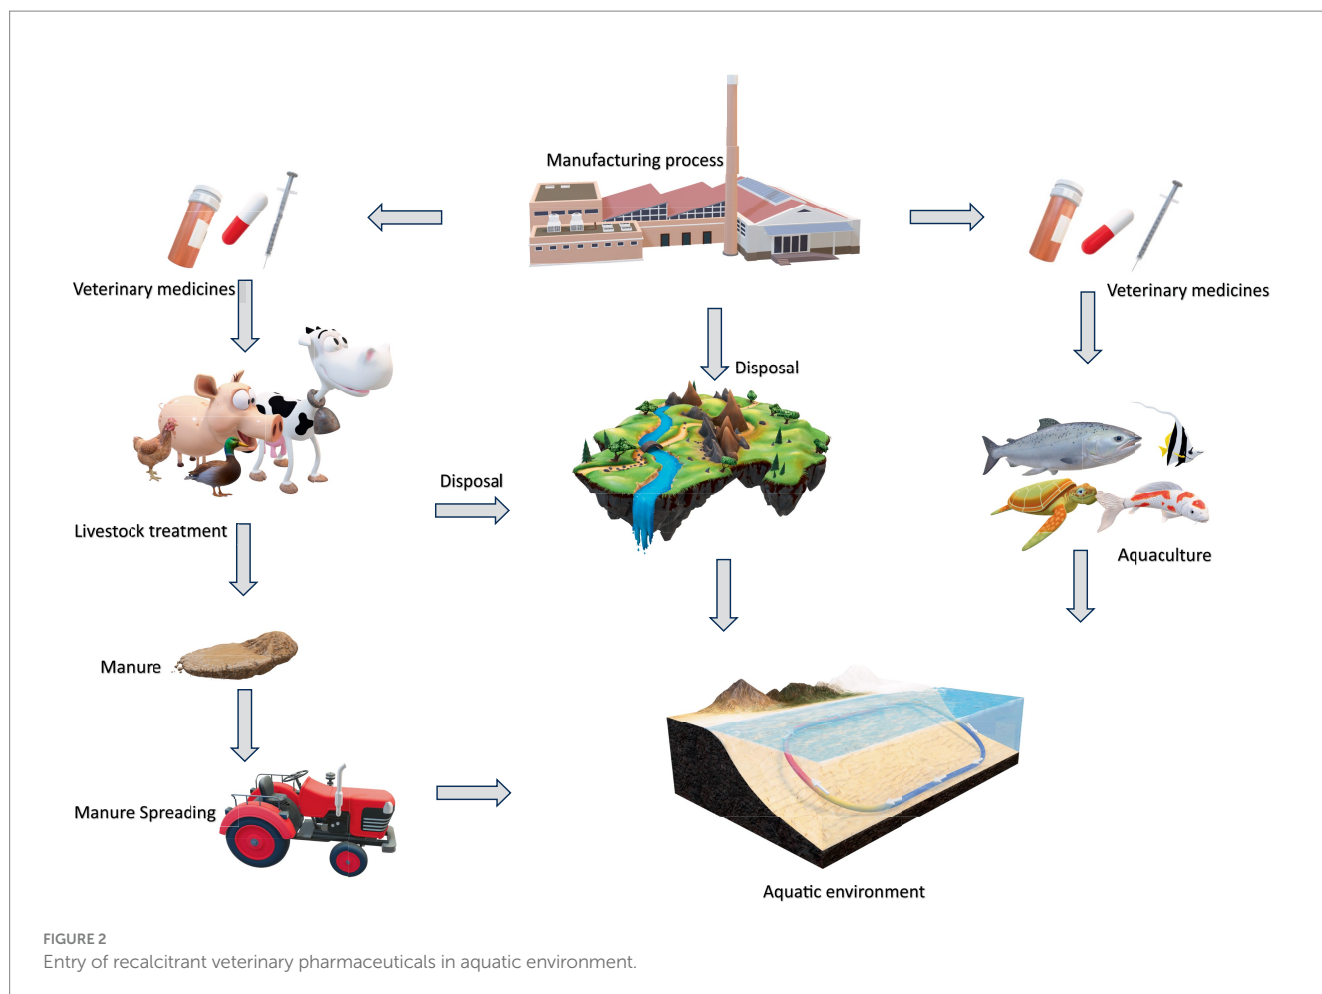 Manufacturing process
Veterinary medicines
Veterinary medicines
Disposal
Disposal
Livestock treatment
Aquaculture
Manure
Manure Spreading
Aquatic environment
FIGURE 2
Entry of recalcitrant veterinary pharmaceuticals in aquatic environment.